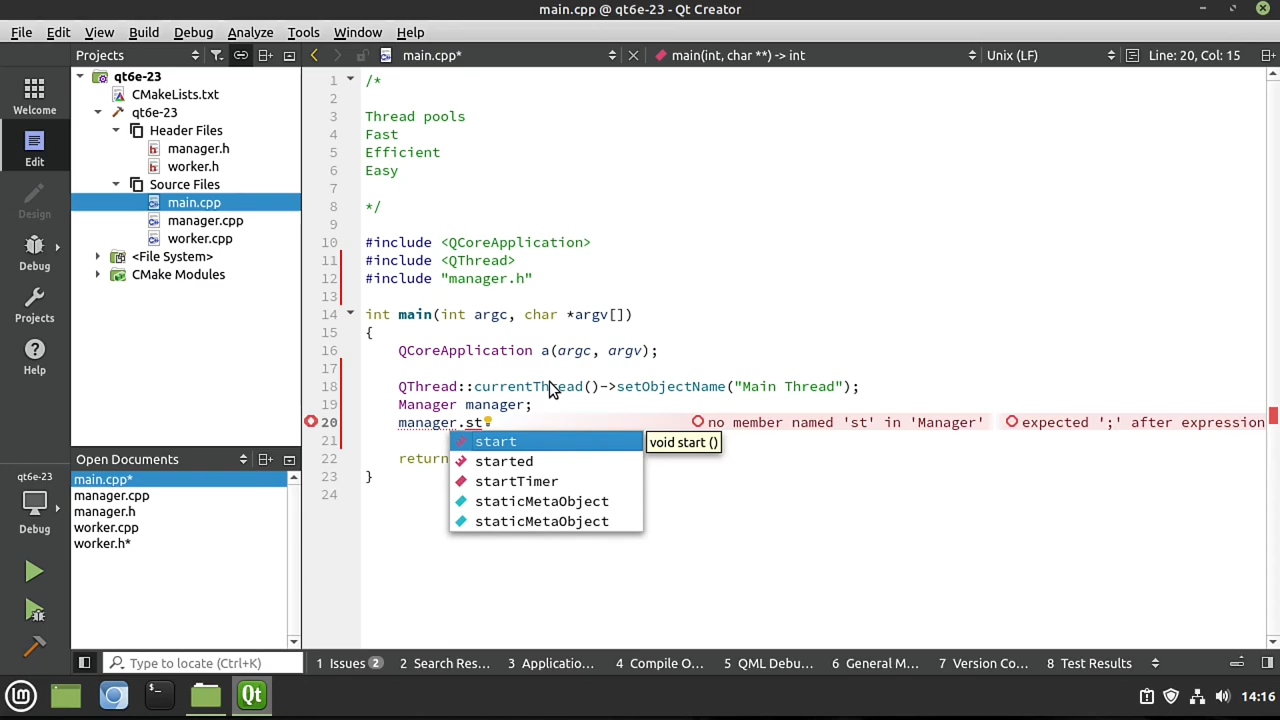 main.cpp @ qt6e-23 - Qt Creator
File Edit View Build Debug Analyze Tools Window Help
Projects main.cpp* main(int, char **) -> int Unix (LF) Line: 20, Col: 15
Welcome
Edit
Design
Debug
Projects
Help
qt6e-23
Debug
qt6e-23
CMakeLists.txt
qt6e-23
Header Files
manager.h
worker.h
Source Files
main.cpp
manager.cpp
worker.cpp
<File System>
CMake Modules
Open Documents
main.cpp*
manager.cpp
manager.h
worker.cpp
worker.h*
1 /*
2
3 Thread pools
4 Fast
5 Efficient
6 Easy
7
8 */
9
10 #include <QCoreApplication>
11 #include <QThread>
12 #include "manager.h"
13
14 int main(int argc, char *argv[])
15 {
16 QCoreApplication a(argc, argv);
17
18 QThread::currentThread()->setObjectName("Main Thread");
19 Manager manager;
20 manager.st no member named 'st' in 'Manager' expected ';' after expression
21
22 return
23 }
24
start void start ()
started
startTimer
staticMetaObject
staticMetaObject
Type to locate (Ctrl+K) 1 Issues 2 2 Search Res... 3 Applicatio... 4 Compile O... 5 QML Debu... 6 General M... 7 Version Co... 8 Test Results
Qt 14:16